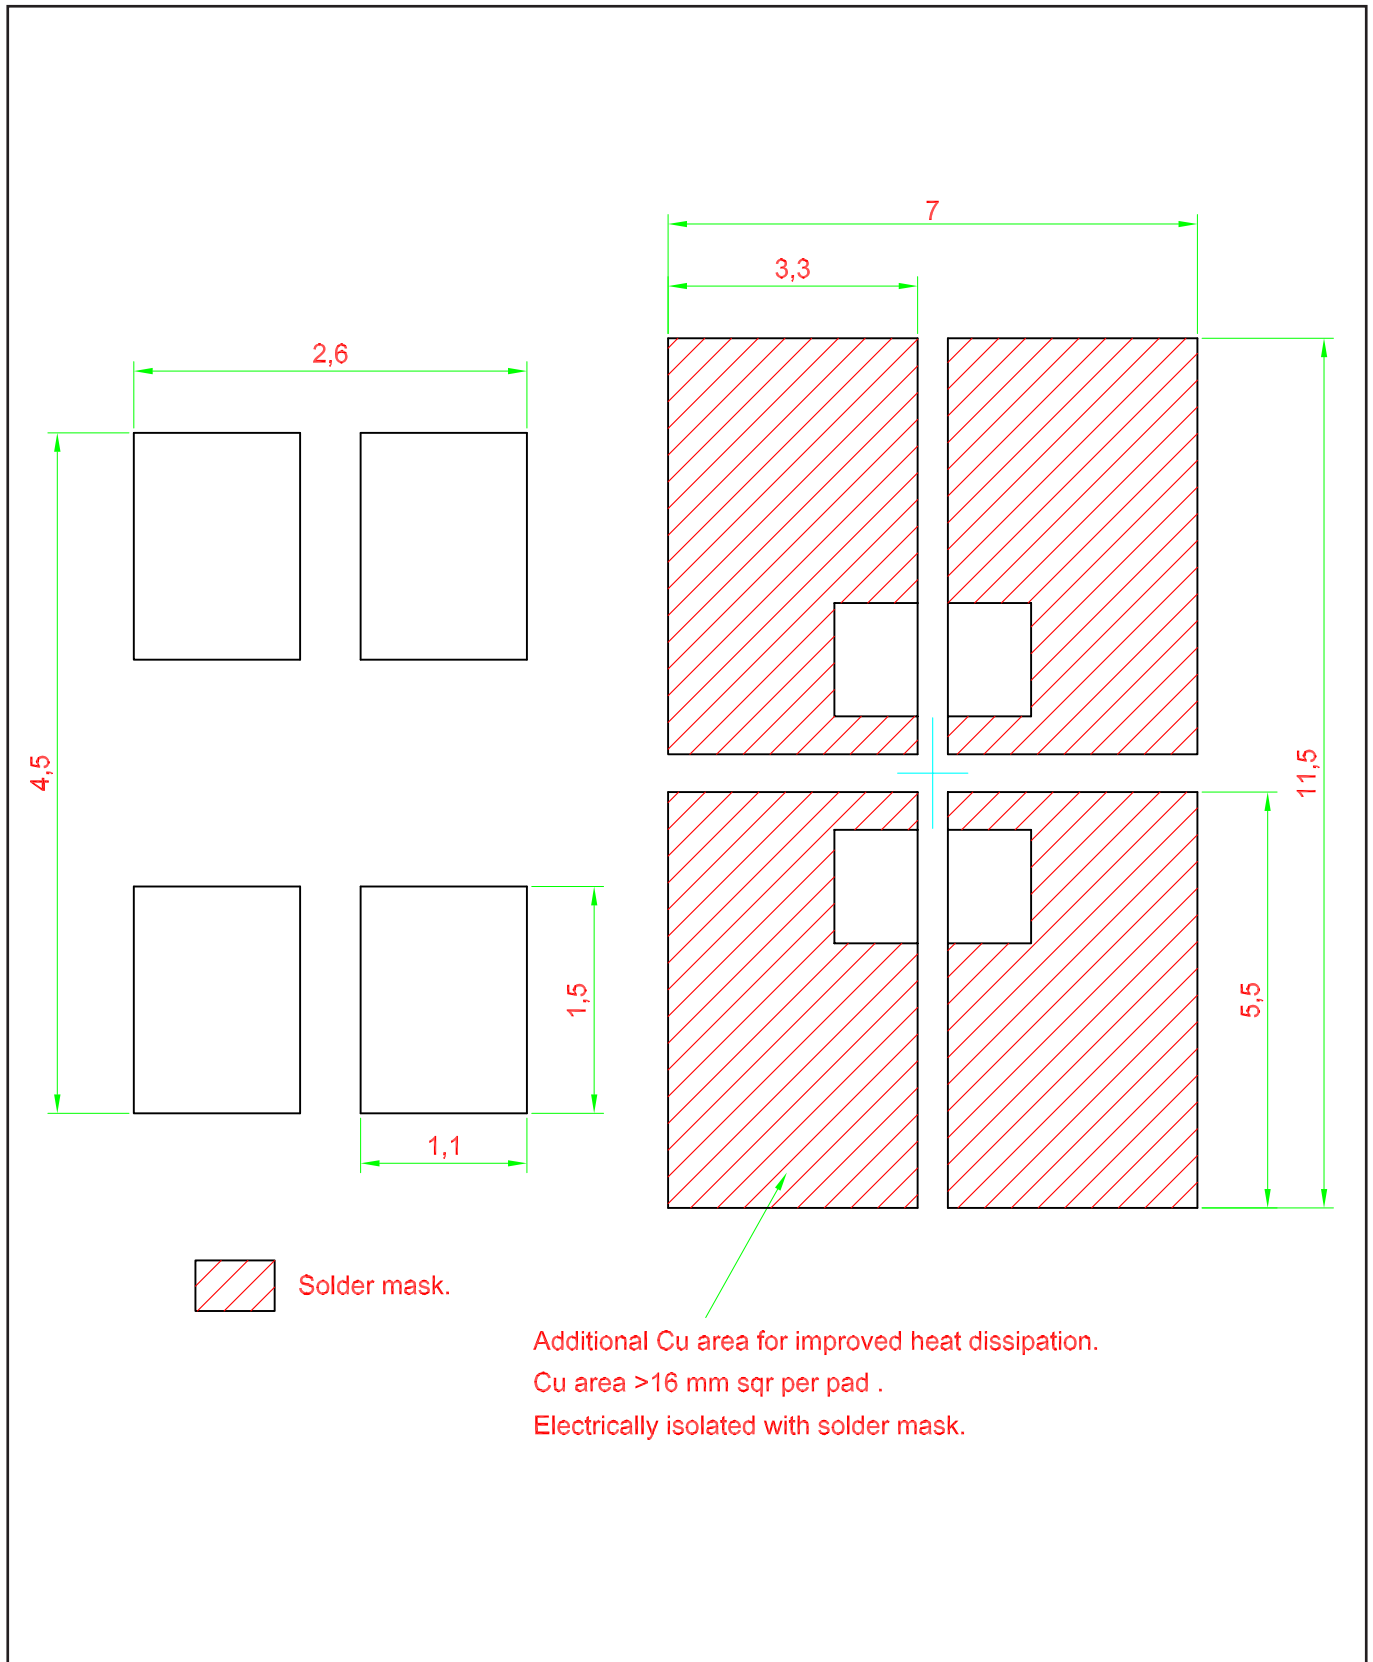 7
3,3
2,6
4,5
11,5
5,5
1,5
1,1
Solder mask.
Additional Cu area for improved heat dissipation.
Cu area >16 mm sqr per pad .
Electrically isolated with solder mask.